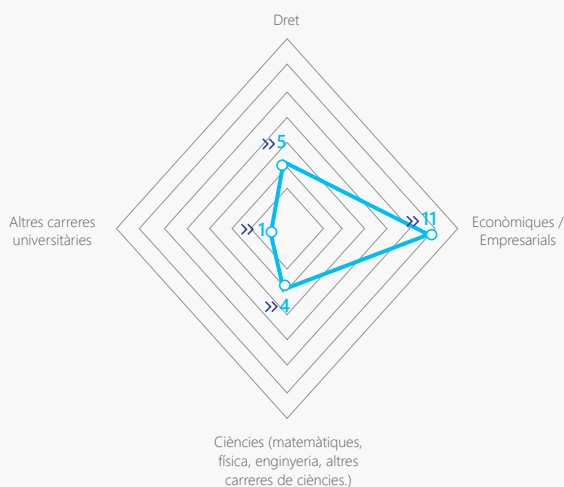 Dret
» 5
» 11
Altres carreres
universitàries
» 1
Econòmiques /
Empresarials
» 4
Ciències (matemàtiques,
física, enginyeria, altres
carreres de ciències.)